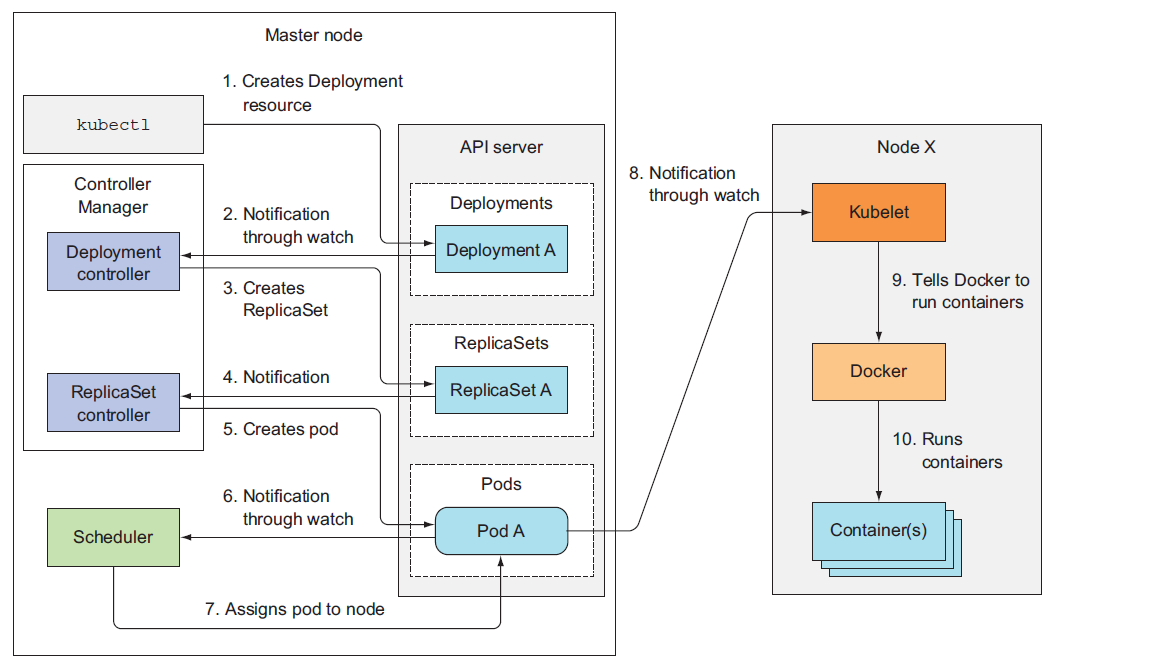 Master node
1. Creates Deployment
resource
kubectl
API server
Controller
Manager
Deployments
2. Notification
through watch
Deployment A
Deployment
controller
3. Creates
ReplicaSet
ReplicaSets
4. Notification
ReplicaSet A
ReplicaSet
controller
5. Creates pod
Pods
6. Notification
through watch
Pod A
Scheduler
7. Assigns pod to node
8. Notification
through watch
Node X
Kubelet
9. Tells Docker to
run containers
Docker
10. Runs
containers
Container(s)